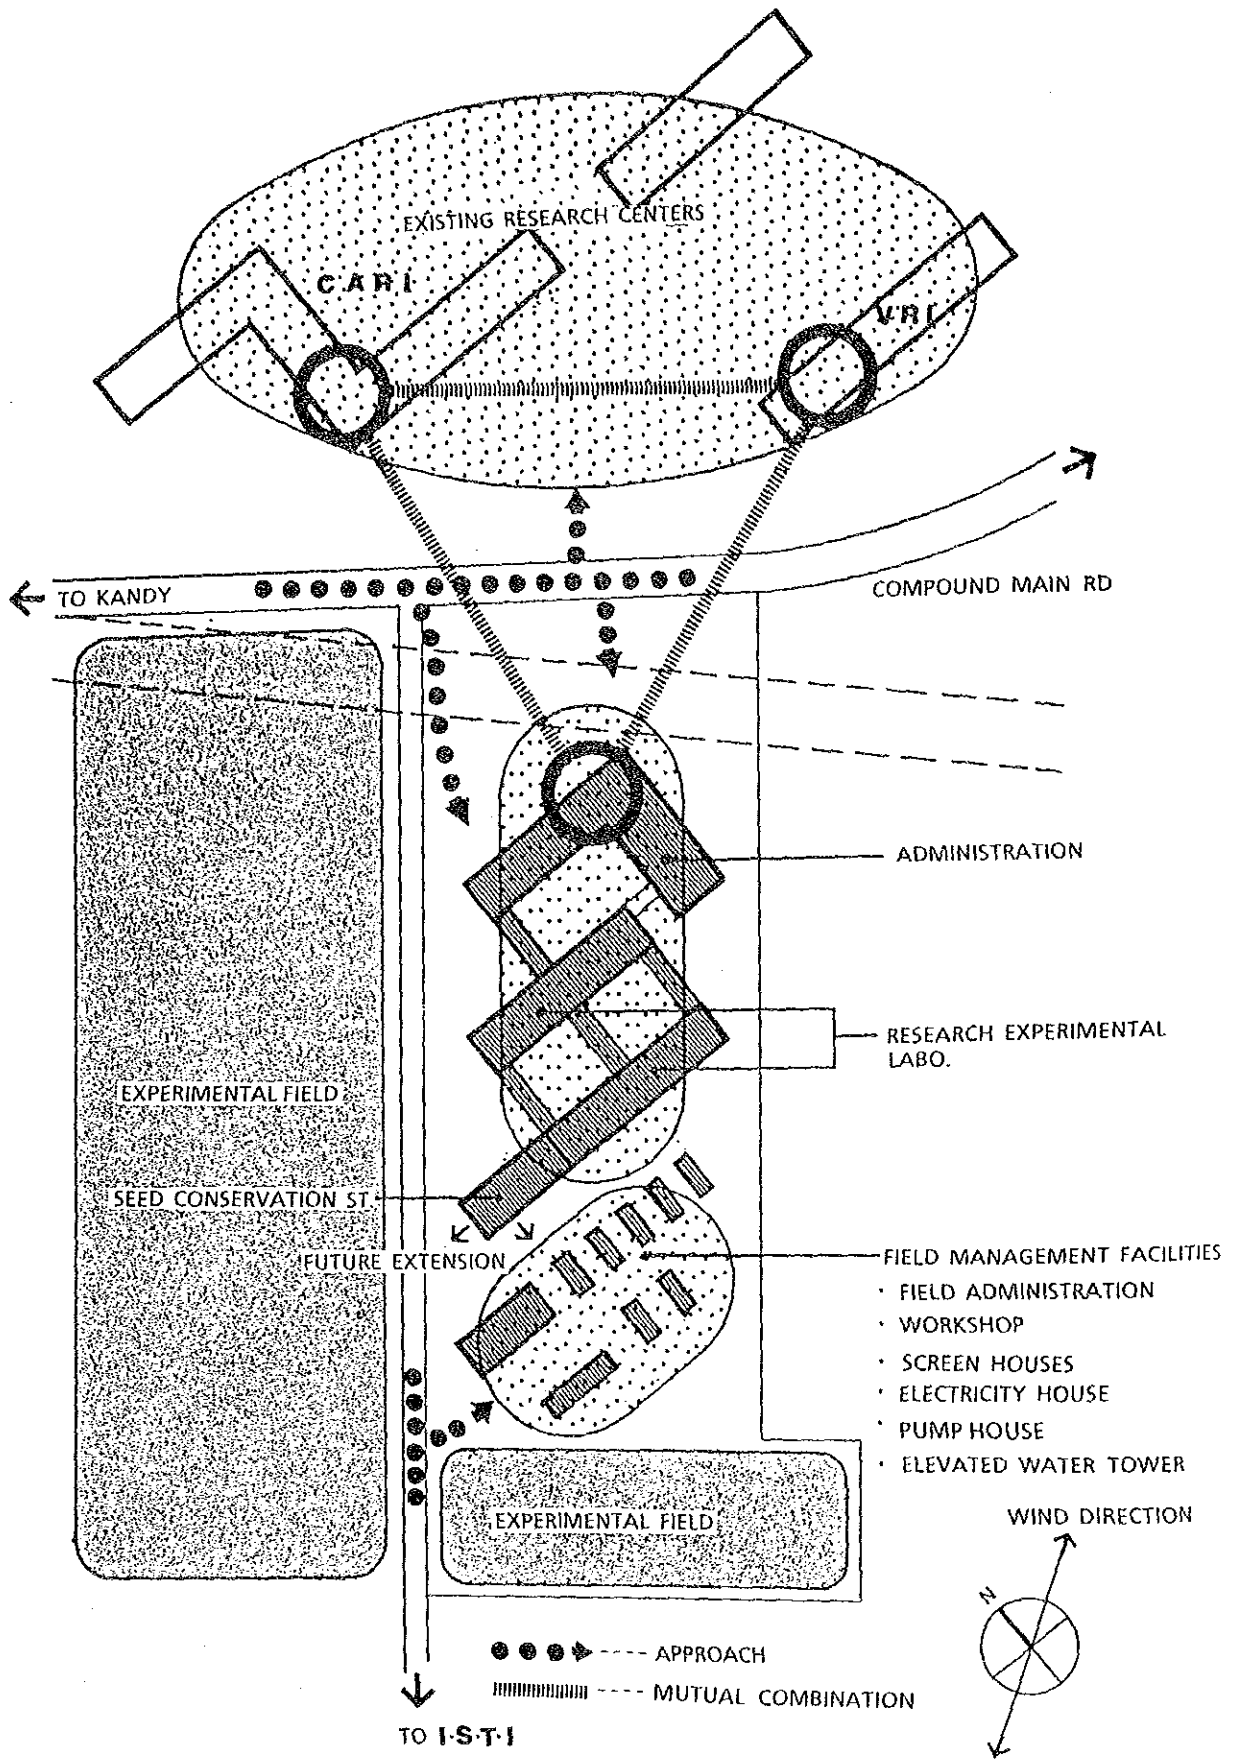 EXISTING RESEARCH CENTERS
C.A.R.I.
V.R.I.
TO KANDY
COMPOUND MAIN RD
ADMINISTRATION
RESEARCH EXPERIMENTAL
LABO.
EXPERIMENTAL FIELD
SEED CONSERVATION ST.
FUTURE EXTENSION
FIELD MANAGEMENT FACILITIES
· FIELD ADMINISTRATION
· WORKSHOP
· SCREEN HOUSES
· ELECTRICITY HOUSE
· PUMP HOUSE
· ELEVATED WATER TOWER
EXPERIMENTAL FIELD
WIND DIRECTION
N
---- APPROACH
---- MUTUAL COMBINATION
TO I·S·T·I